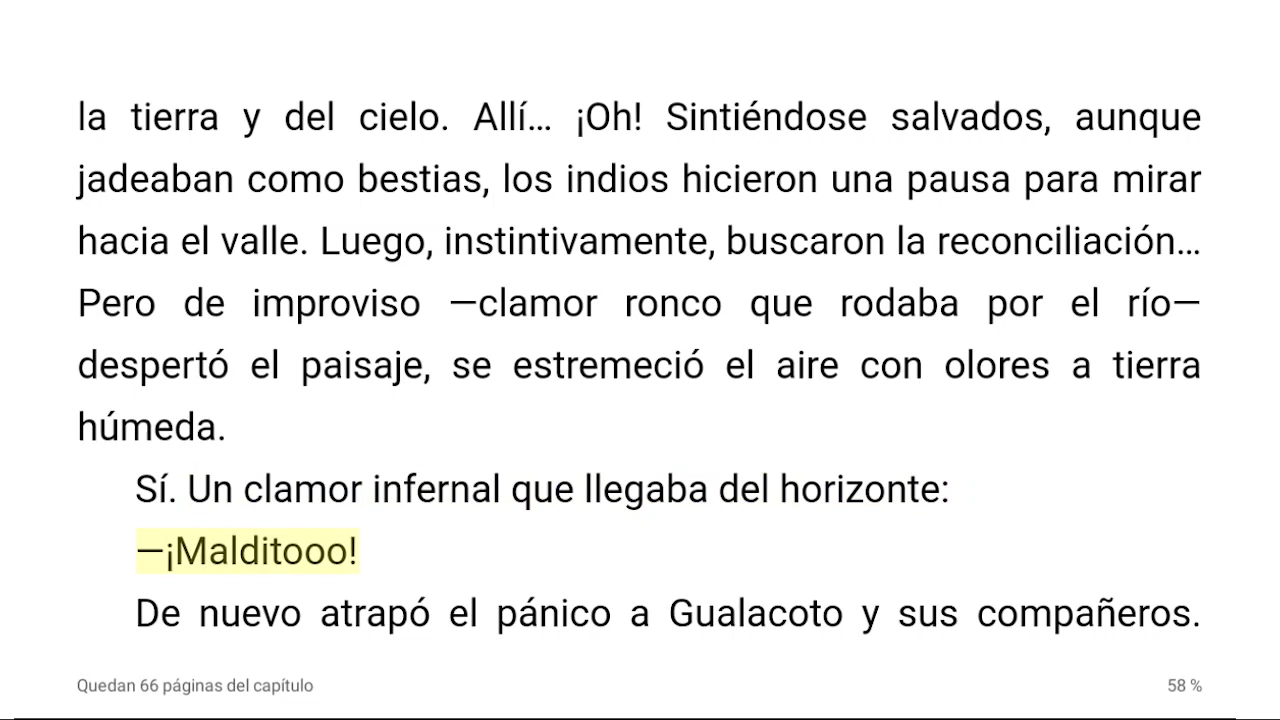 la tierra y del cielo. Allí… ¡Oh! Sintiéndose salvados, aunque
jadeaban como bestias, los indios hicieron una pausa para mirar
hacia el valle. Luego, instintivamente, buscaron la reconciliación…
Pero de improviso —clamor ronco que rodaba por el río—
despertó el paisaje, se estremeció el aire con olores a tierra
húmeda.
Sí. Un clamor infernal que llegaba del horizonte:
—¡Malditooo!
De nuevo atrapó el pánico a Gualacoto y sus compañeros.
Quedan 66 páginas del capítulo
58 %